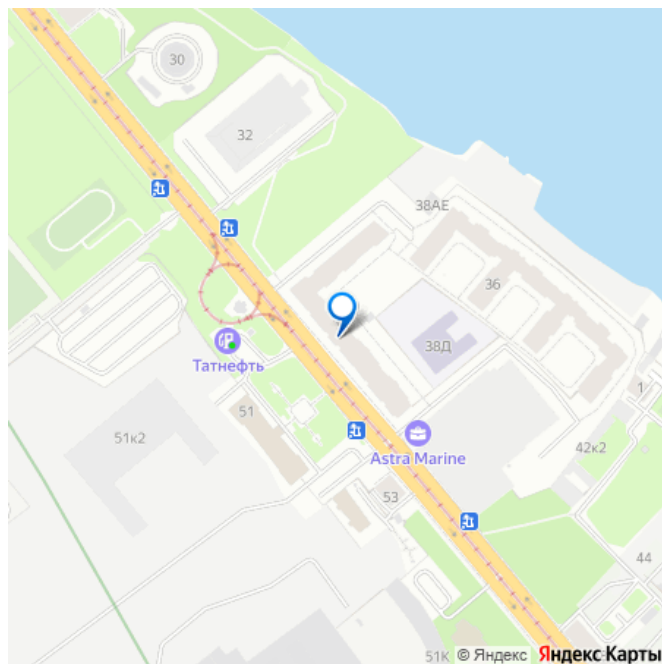 30
32
38АЕ
36
38Д
Татнефть
51
51к2
Astra Marine
1
42к2
53
44
51К
© Яндекс
Яндекс Карты